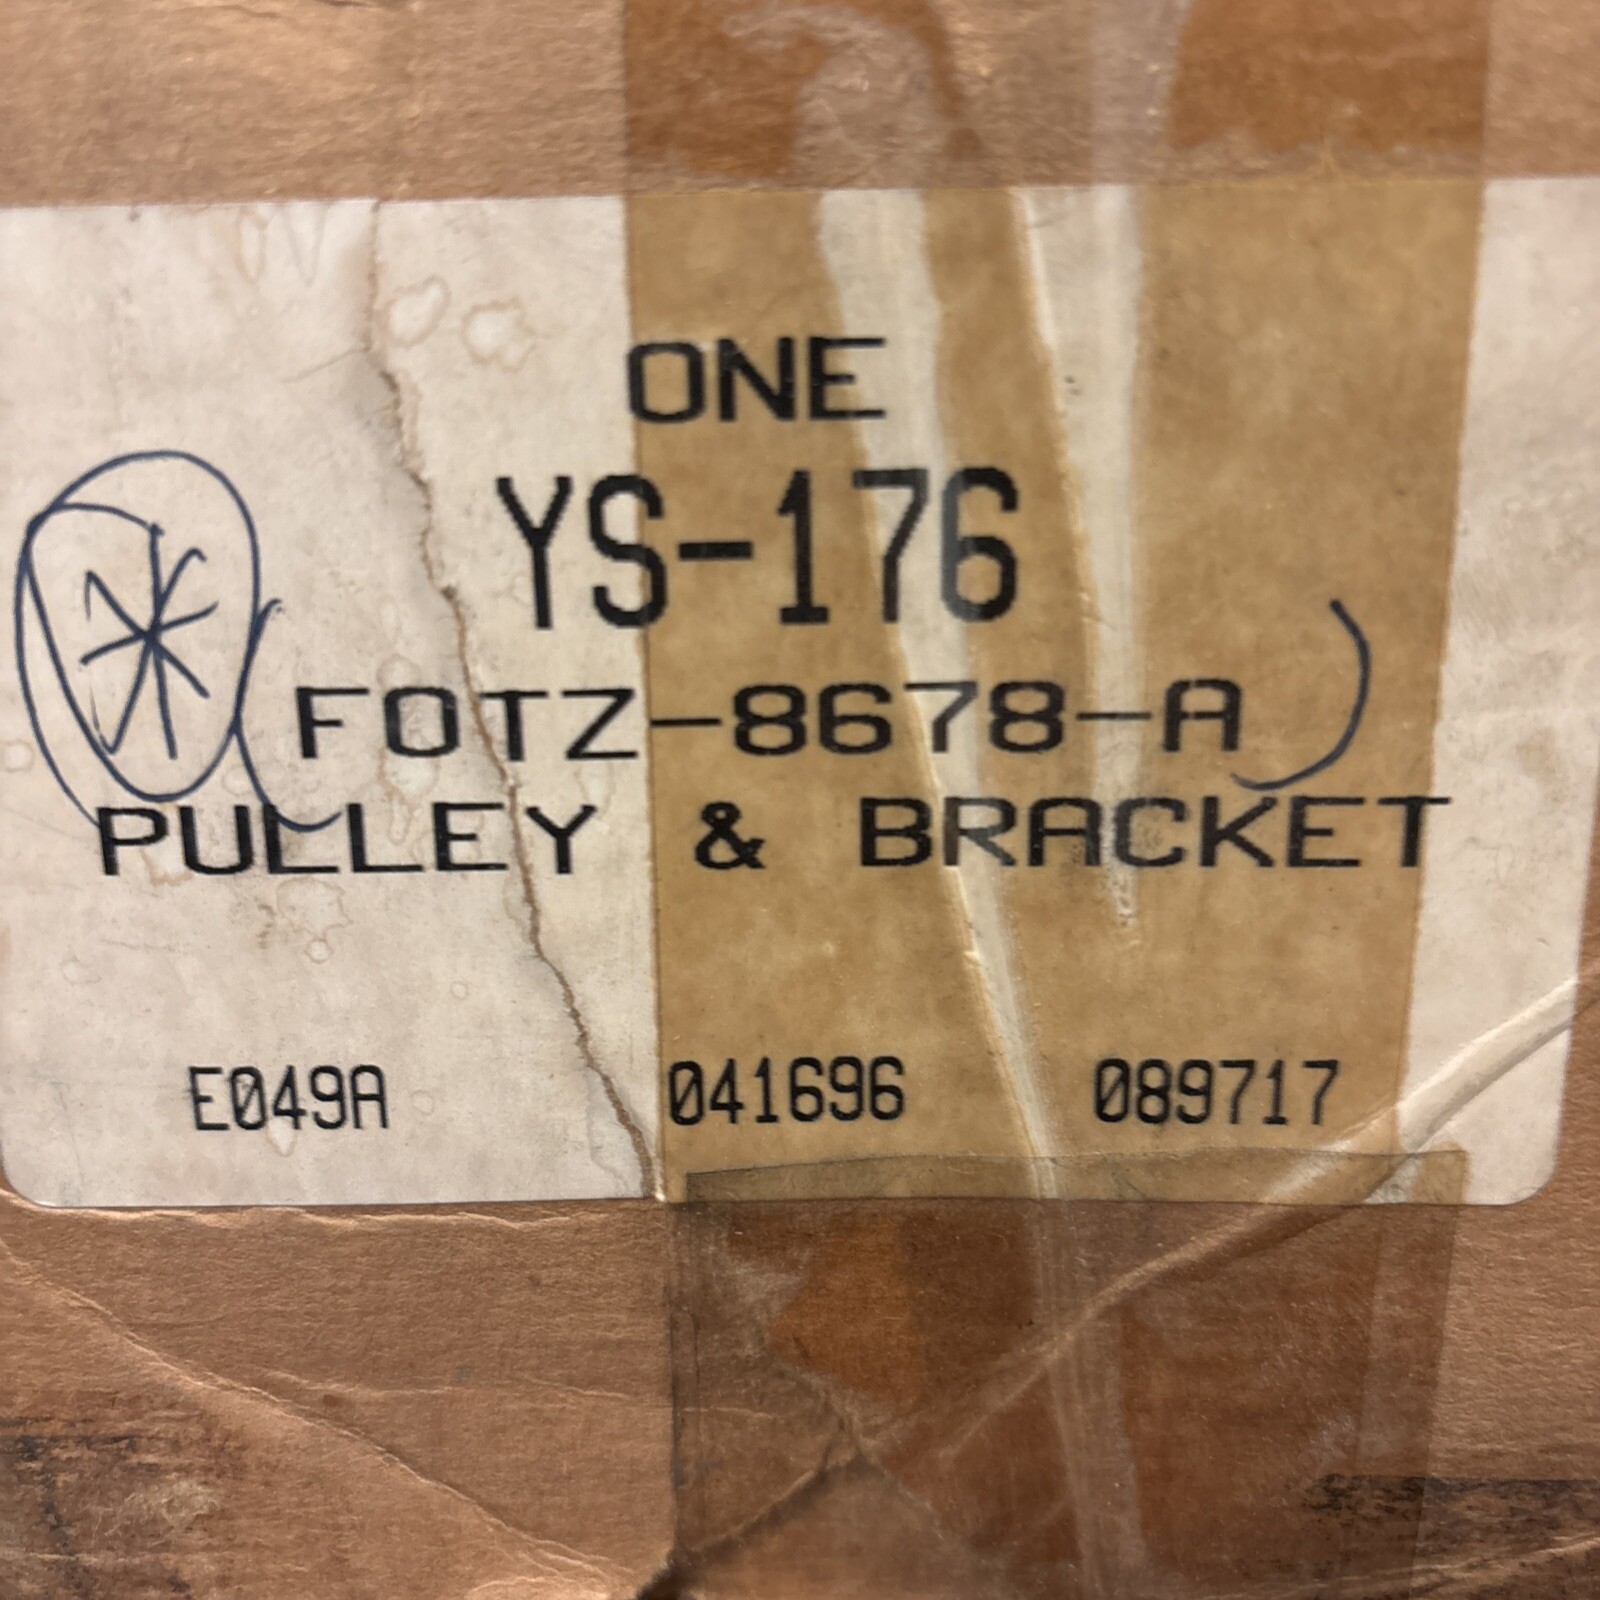 ONE
YS-176
FOTZ-8678-A
PULLEY & BRACKET
E049A 041696 089717